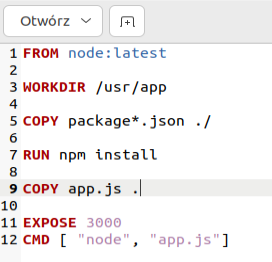 Otwórz
1 FROM node:latest
2
3 WORKDIR /usr/app
4
5 COPY package*.json ./
6
7 RUN npm install
8
9 COPY app.js .
10
11 EXPOSE 3000
12 CMD [ "node", "app.js"]